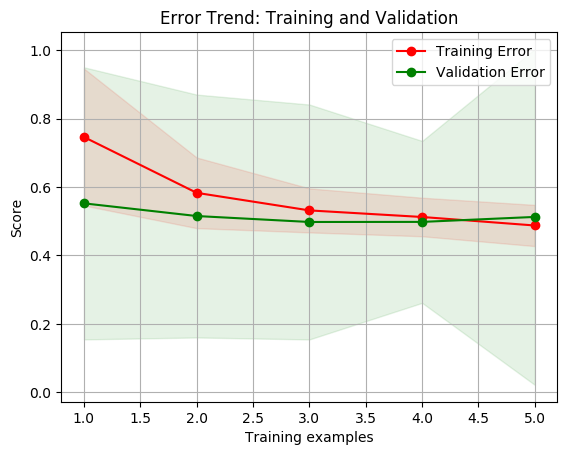 Error Trend: Training and Validation
1.0
0.8
0.6
0.4
0.2
0.0
Score
Training Error
Validation Error
1.0 1.5 2.0 2.5 3.0 3.5 4.0 4.5 5.0
Training examples